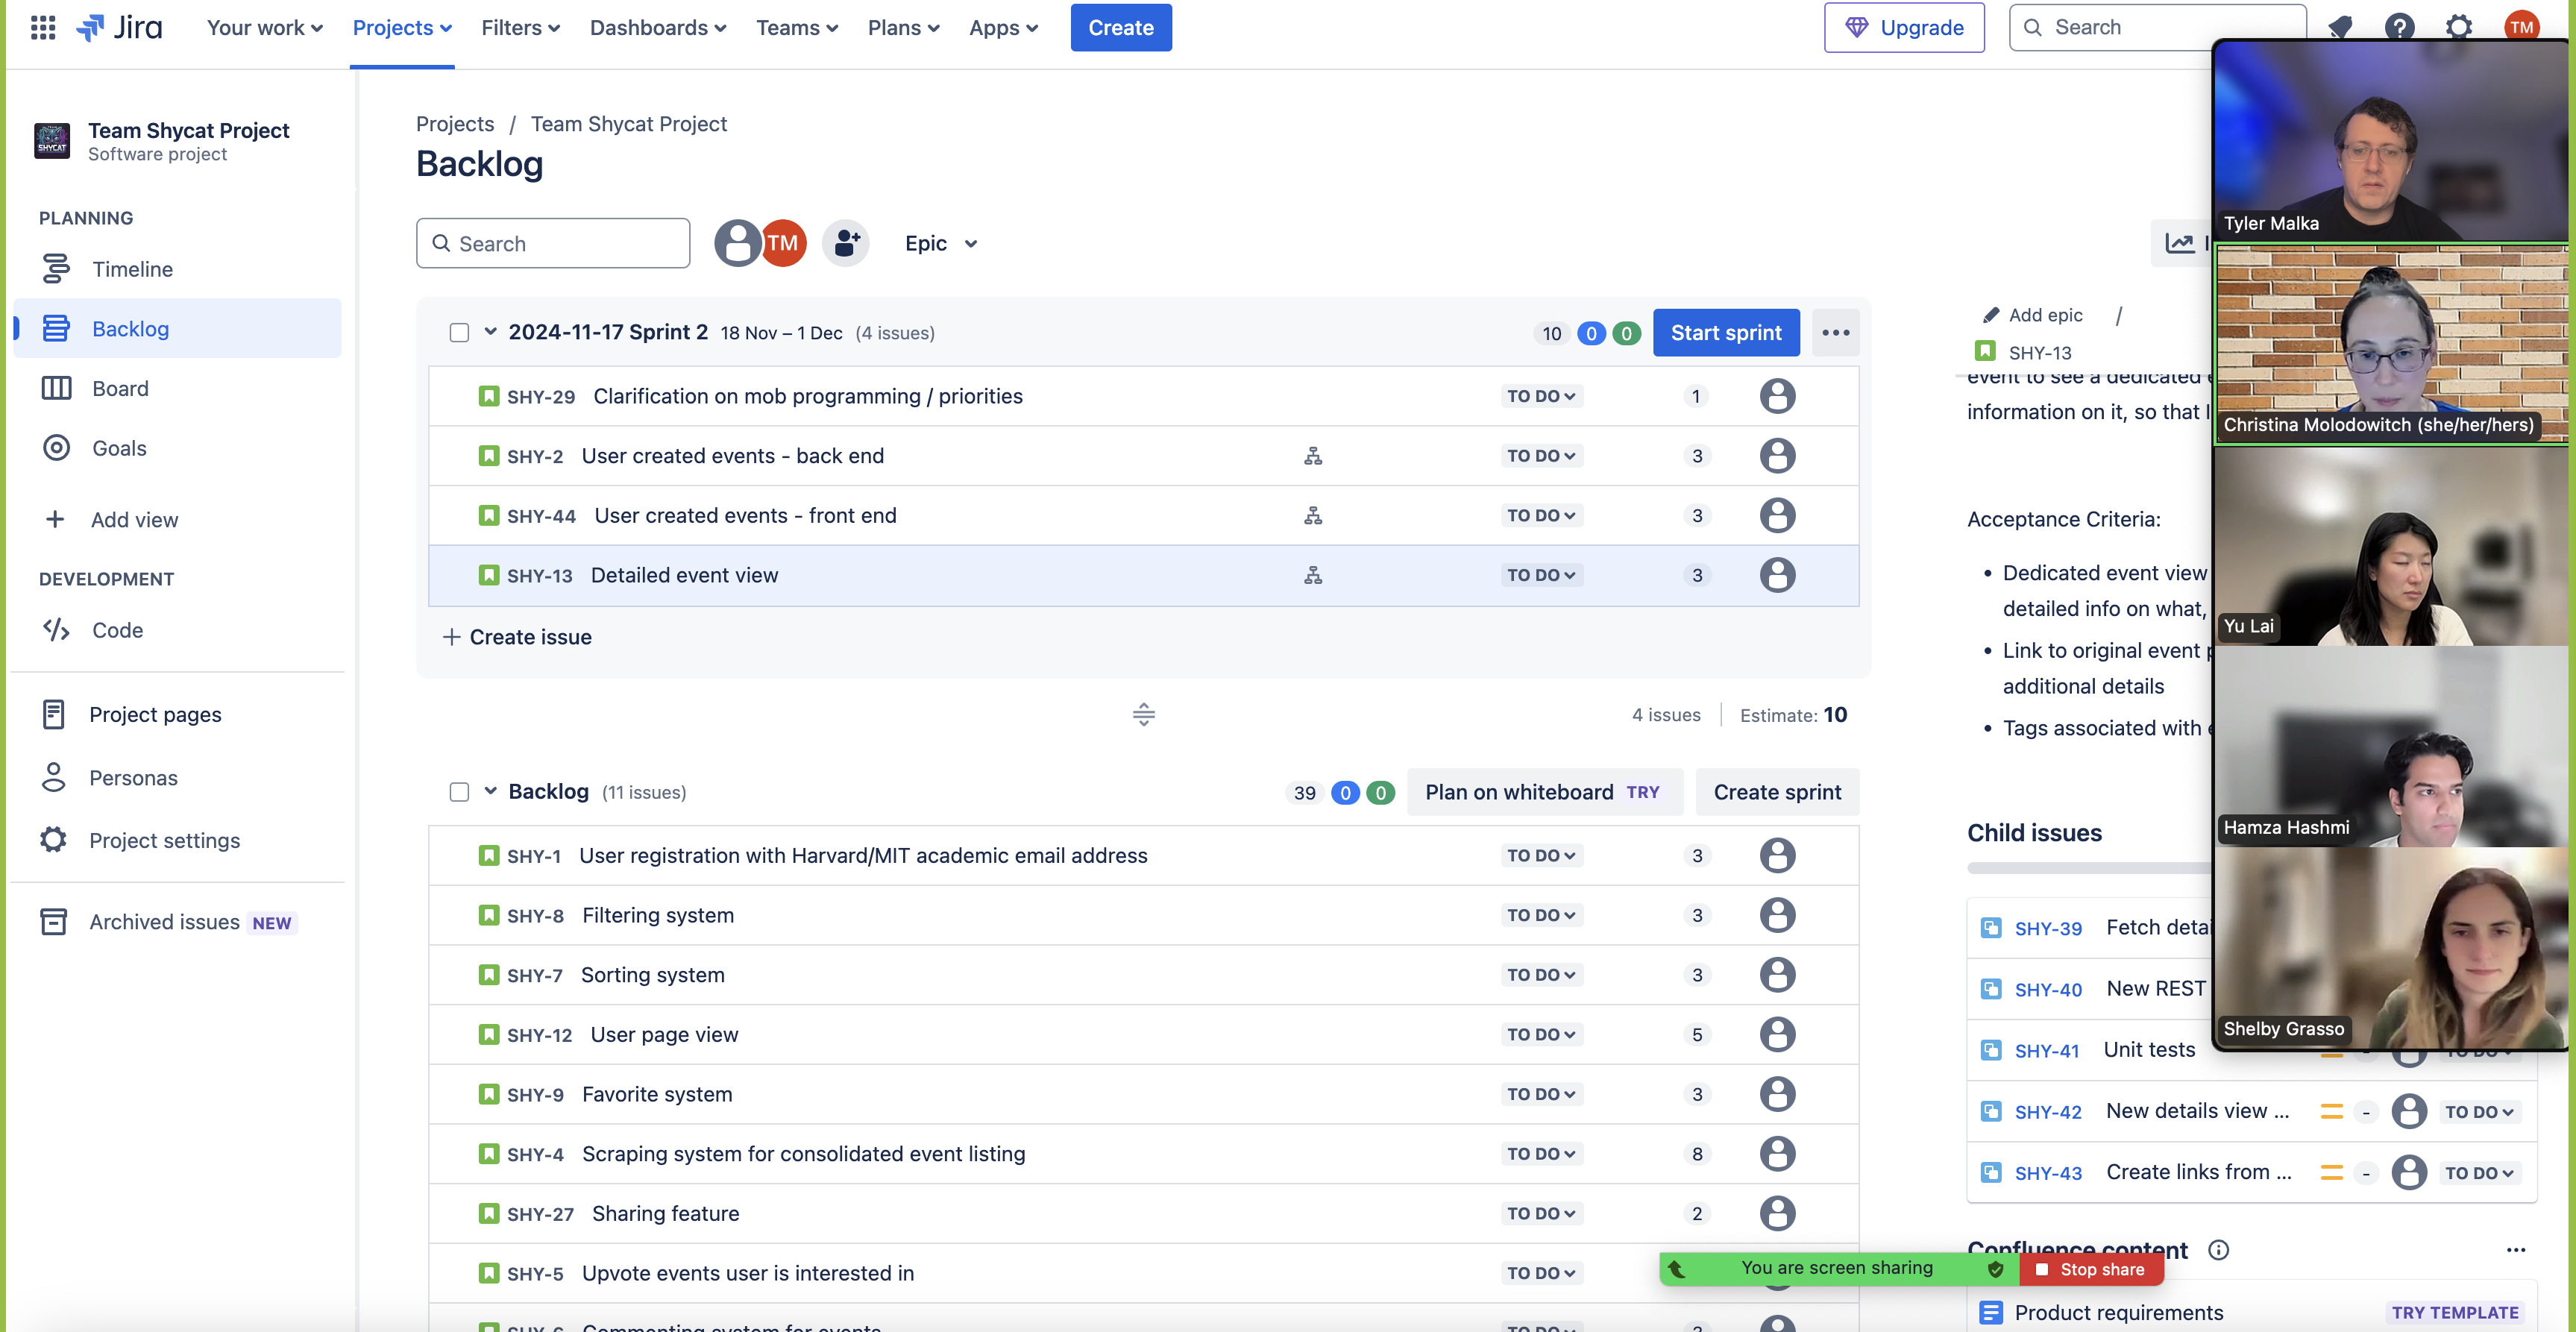 Jira
Your work
Projects
Filters
Dashboards
Teams
Plans
Apps
Create
Upgrade
Search
TM
Team Shycat Project
Software project
SHYCAT
PLANNING
Timeline
Backlog
Board
Goals
Add view
DEVELOPMENT
Code
Project pages
Personas
Project settings
Archived issues NEW
Projects / Team Shycat Project
Backlog
Search
TM
Epic
2024-11-17 Sprint 2 18 Nov – 1 Dec (4 issues) 10 0 0 Start sprint
SHY-29 Clarification on mob programming / priorities TO DO 1
SHY-2 User created events - back end TO DO 3
SHY-44 User created events - front end TO DO 3
SHY-13 Detailed event view TO DO 3
Create issue
4 issues Estimate: 10
Backlog (11 issues) 39 0 0 Plan on whiteboard TRY Create sprint
SHY-1 User registration with Harvard/MIT academic email address TO DO 3
SHY-8 Filtering system TO DO 3
SHY-7 Sorting system TO DO 3
SHY-12 User page view TO DO 5
SHY-9 Favorite system TO DO 3
SHY-4 Scraping system for consolidated event listing TO DO 8
SHY-27 Sharing feature TO DO 2
SHY-5 Upvote events user is interested in TO DO
Commenting system for events
Add epic /
SHY-13
event to see a dedicated
information on it, so that I
Acceptance Criteria:
• Dedicated event view
detailed info on what,
• Link to original event
additional details
• Tags associated with
Child issues
SHY-39 Fetch
SHY-40 New REST
SHY-41 Unit tests
SHY-42 New details view ... - TO DO
SHY-43 Create links from ... - TO DO
Confluence content
Product requirements TRY TEMPLATE
You are screen sharing
Stop share
Tyler Malka
Christina Molodowitch (she/her/hers)
Yu Lai
Hamza Hashmi
Shelby Grasso